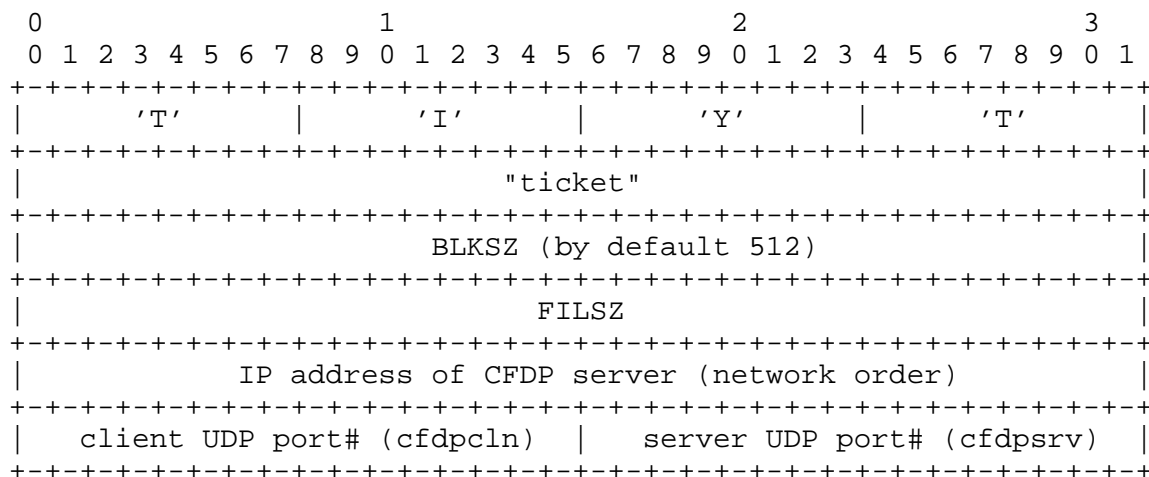 0                   1                   2                   3
 0 1 2 3 4 5 6 7 8 9 0 1 2 3 4 5 6 7 8 9 0 1 2 3 4 5 6 7 8 9 0 1
+-+-+-+-+-+-+-+-+-+-+-+-+-+-+-+-+-+-+-+-+-+-+-+-+-+-+-+-+-+-+-+-+
|      ’T’      |      ’I’      |      ’Y’      |      ’T’      |
+-+-+-+-+-+-+-+-+-+-+-+-+-+-+-+-+-+-+-+-+-+-+-+-+-+-+-+-+-+-+-+-+
|                           "ticket"                            |
+-+-+-+-+-+-+-+-+-+-+-+-+-+-+-+-+-+-+-+-+-+-+-+-+-+-+-+-+-+-+-+-+
|                       BLKSZ (by default 512)                  |
+-+-+-+-+-+-+-+-+-+-+-+-+-+-+-+-+-+-+-+-+-+-+-+-+-+-+-+-+-+-+-+-+
|                             FILSZ                             |
+-+-+-+-+-+-+-+-+-+-+-+-+-+-+-+-+-+-+-+-+-+-+-+-+-+-+-+-+-+-+-+-+
|            IP address of CFDP server (network order)           |
+-+-+-+-+-+-+-+-+-+-+-+-+-+-+-+-+-+-+-+-+-+-+-+-+-+-+-+-+-+-+-+-+
|   client UDP port# (cfdpcln)  |   server UDP port# (cfdpsrv)  |
+-+-+-+-+-+-+-+-+-+-+-+-+-+-+-+-+-+-+-+-+-+-+-+-+-+-+-+-+-+-+-+-+